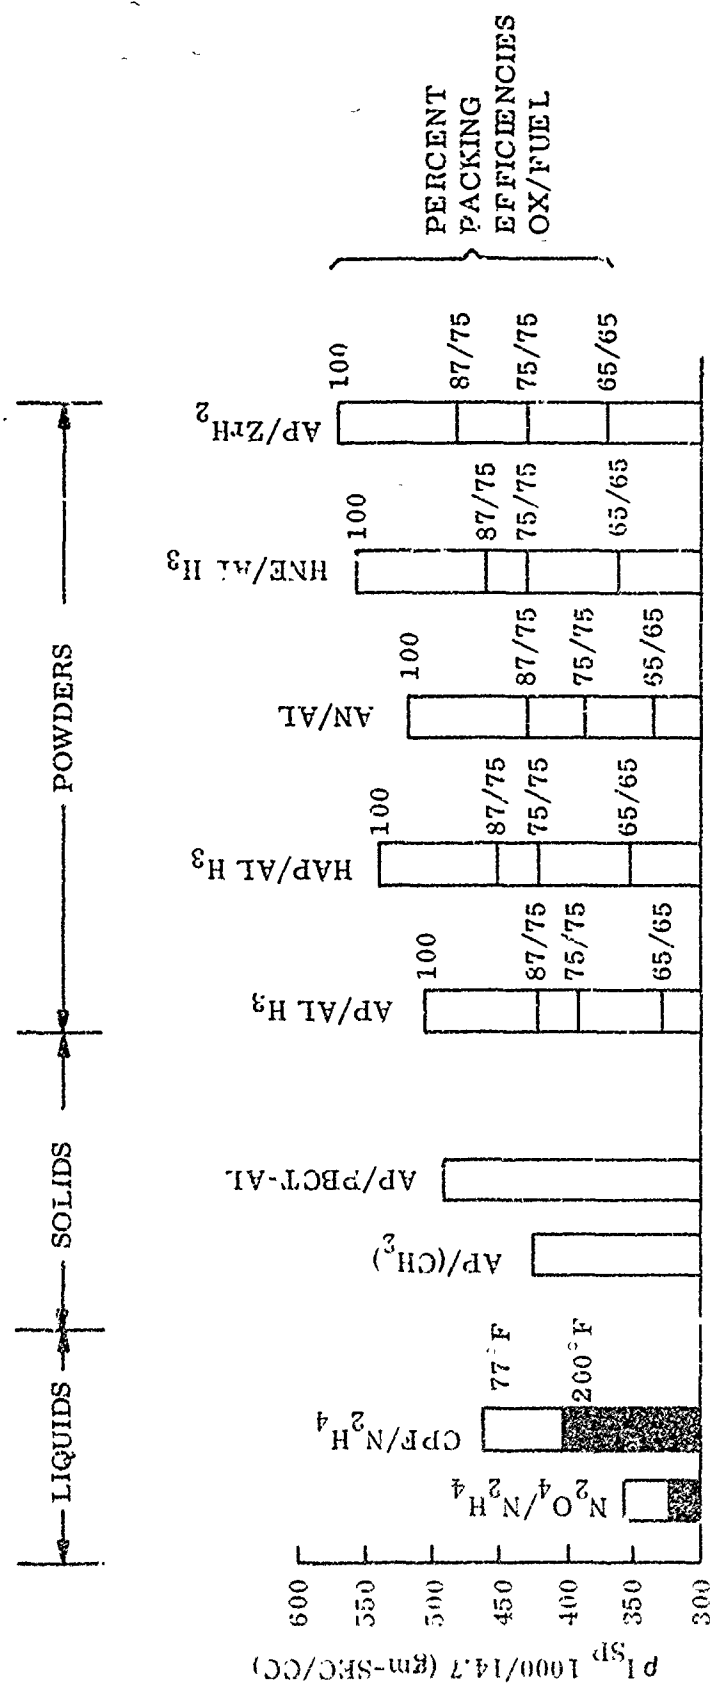 LIQUIDS
SOLIDS
POWDERS
600
550
500
450
400
350
300
ρI_SP 1000/14.7 (gm-SEC/CC)
N₂O₄/N₂H₄
CPF/N₂H₄
77°F
200°F
AP/(CH₂)
AP/PBCT-AL
AP/AL H₃
100
87/75
75/75
65/65
HAP/AL H₃
100
87/75
75/75
65/65
AN/AL
100
87/75
75/75
65/65
HNE/Al H₃
100
87/75
75/75
65/65
AP/ZrH₂
100
87/75
75/75
65/65
PERCENT
PACKING
EFFICIENCIES
OX/FUEL